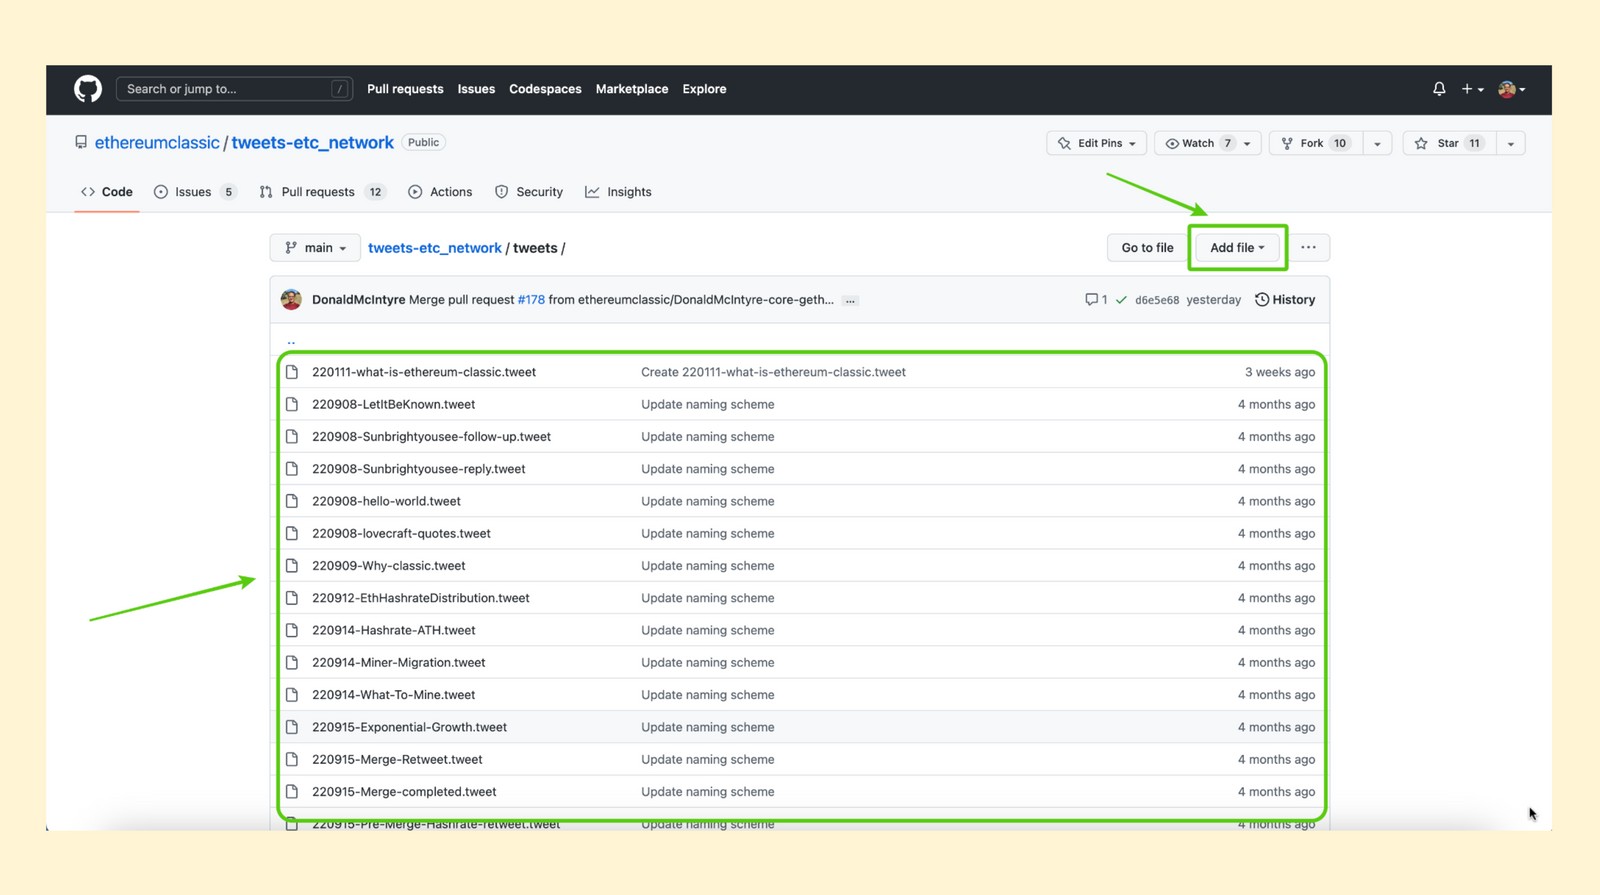 Search or jump to... / Pull requests Issues Codespaces Marketplace Explore
ethereumclassic / tweets-etc_network Public Edit Pins Watch 7 Fork 10 Star 11
Code Issues 5 Pull requests 12 Actions Security Insights
main tweets-etc_network / tweets / Go to file Add file ...
DonaldMcIntyre Merge pull request #178 from ethereumclassic/DonaldMcIntyre-core-geth... ... 1 d6e5e68 yesterday History
..
220111-what-is-ethereum-classic.tweet Create 220111-what-is-ethereum-classic.tweet 3 weeks ago
220908-LetItBeKnown.tweet Update naming scheme 4 months ago
220908-Sunbrightyousee-follow-up.tweet Update naming scheme 4 months ago
220908-Sunbrightyousee-reply.tweet Update naming scheme 4 months ago
220908-hello-world.tweet Update naming scheme 4 months ago
220908-lovecraft-quotes.tweet Update naming scheme 4 months ago
220909-Why-classic.tweet Update naming scheme 4 months ago
220912-EthHashrateDistribution.tweet Update naming scheme 4 months ago
220914-Hashrate-ATH.tweet Update naming scheme 4 months ago
220914-Miner-Migration.tweet Update naming scheme 4 months ago
220914-What-To-Mine.tweet Update naming scheme 4 months ago
220915-Exponential-Growth.tweet Update naming scheme 4 months ago
220915-Merge-Retweet.tweet Update naming scheme 4 months ago
220915-Merge-completed.tweet Update naming scheme 4 months ago
220915-Pre-Merge-Hashrate-retweet.tweet Update naming scheme 4 months ago